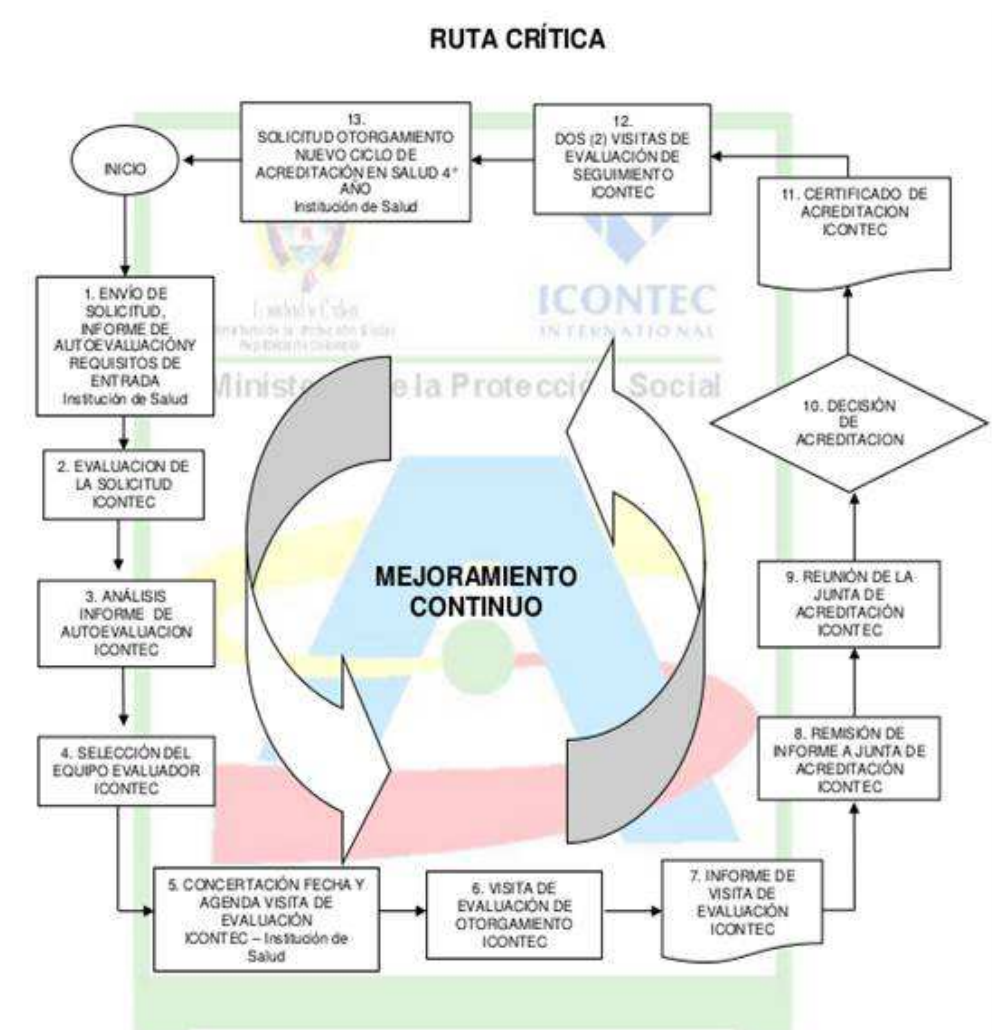 RUTA CRÍTICA
INICIO
1. ENVÍO DE
SOLICITUD,
INFORME DE
AUTOEVALUACIÓNY
REQUISITOS DE
ENTRADA
Institución de Salud
2. EVALUACION DE
LA SOLICITUD
ICONTEC
3. ANÁLISIS
INFORME DE
AUTOEVALUACION
ICONTEC
4. SELECCIÓN DEL
EQUIPO EVALUADOR
ICONTEC
5. CONCERTACIÓN FECHA Y
AGENDA VISITA DE
EVALUACIÓN
ICONTEC – Institución de
Salud
6. VISITA DE
EVALUACIÓN DE
OTORGAMIENTO
ICONTEC
7. INFORME DE
VISITA DE
EVALUACIÓN
ICONTEC
8. REMISIÓN DE
INFORME A JUNTA DE
ACREDITACIÓN
ICONTEC
9. REUNIÓN DE LA
JUNTA DE
ACREDITACIÓN
ICONTEC
10. DECISIÓN
DE
ACREDITACION
11. CERTIFICADO DE
ACREDITACION
ICONTEC
12.
DOS (2) VISITAS DE
EVALUACIÓN DE
SEGUIMIENTO
ICONTEC
13.
SOLICITUD OTORGAMIENTO
NUEVO CICLO DE
ACREDITACIÓN EN SALUD 4°
AÑO
Institución de Salud
ICONTEC
INTERNATIONAL
de la Protección Social
MEJORAMIENTO
CONTINUO